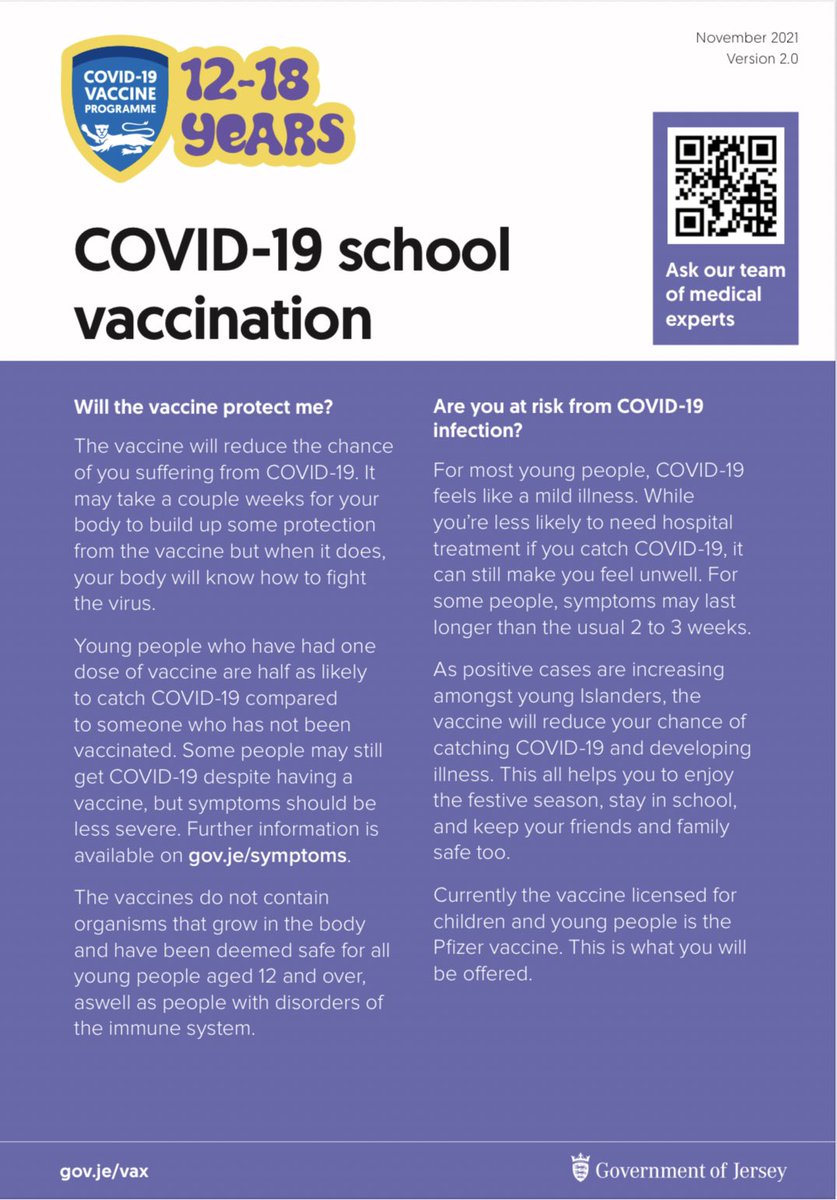 November 2021
Version 2.0
COVID-19
VACCINE
PROGRAMME
12-18
YeARS
COVID-19 school
vaccination
Ask our team
of medical
experts
Will the vaccine protect me?
The vaccine will reduce the chance
of you suffering from COVID-19. It
may take a couple weeks for your
body to build up some protection
from the vaccine but when it does,
your body will know how to fight
the virus.
Young people who have had one
dose of vaccine are half as likely
to catch COVID-19 compared
to someone who has not been
vaccinated. Some people may still
get COVID-19 despite having a
vaccine, but symptoms should be
less severe. Further information is
available on gov.je/symptoms.
The vaccines do not contain
organisms that grow in the body
and have been deemed safe for all
young people aged 12 and over,
aswell as people with disorders of
the immune system.
Are you at risk from COVID-19
infection?
For most young people, COVID-19
feels like a mild illness. While
you're less likely to need hospital
treatment if you catch COVID-19, it
can still make you feel unwell. For
some people, symptoms may last
longer than the usual 2 to 3 weeks.
As positive cases are increasing
amongst young Islanders, the
vaccine will reduce your chance of
catching COVID-19 and developing
illness. This all helps you to enjoy
the festive season, stay in school,
and keep your friends and family
safe too.
Currently the vaccine licensed for
children and young people is the
Pfizer vaccine. This is what you will
be offered.
gov.je/vax
Government of Jersey